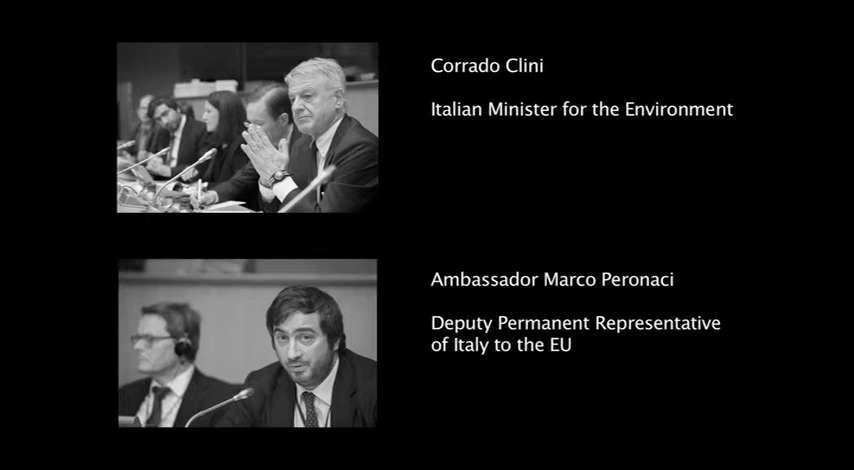 Corrado Clini
Italian Minister for the Environment
Ambassador Marco Peronaci
Deputy Permanent Representative
of Italy to the EU